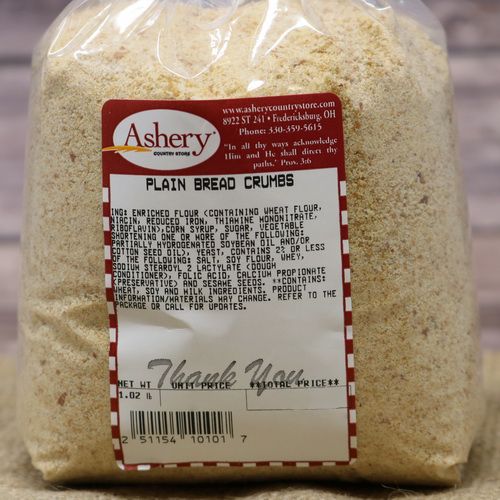 Ashery
COUNTRY STORE
www.asherycountrystore.com
8922 ST 241 • Fredericksburg, OH
Phone: 330-359-5615
"In all thy ways acknowledge
Him and He shall direct thy
paths." Prov. 3:6
PLAIN BREAD CRUMBS
ING: ENRICHED FLOUR (CONTAINING WHEAT FLOUR,
NIACIN, REDUCED IRON, THIAMINE MONONITRATE,
RIBOFLAVIN),CORN SYRUP, SUGAR, VEGETABLE
SHORTENING ONE OR MORE OF THE FOLLOWING:
PARTIALLY HYDROGENATED SOYBEAN OIL AND/OR
COTTON SEED OIL), YEAST, CONTAINS 2% OR LESS
OF THE FOLLOWING: SALT, SOY FLOUR, WHEY,
SODIUM STEAROYL 2 LACTYLATE (DOUGH
CONDITIONER), FOLIC ACID, CALCIUM PROPIONATE
(PRESERVATIVE) AND SESAME SEEDS. **CONTAINS:
WHEAT, SOY AND MILK INGREDIENTS. PRODUCT
INFORMATION/MATERIALS MAY CHANGE. REFER TO THE
PACKAGE OR CALL FOR UPDATES.
Thank You
NET WT UNIT PRICE **TOTAL PRICE**
1.02 lb
2 51154 10101 7